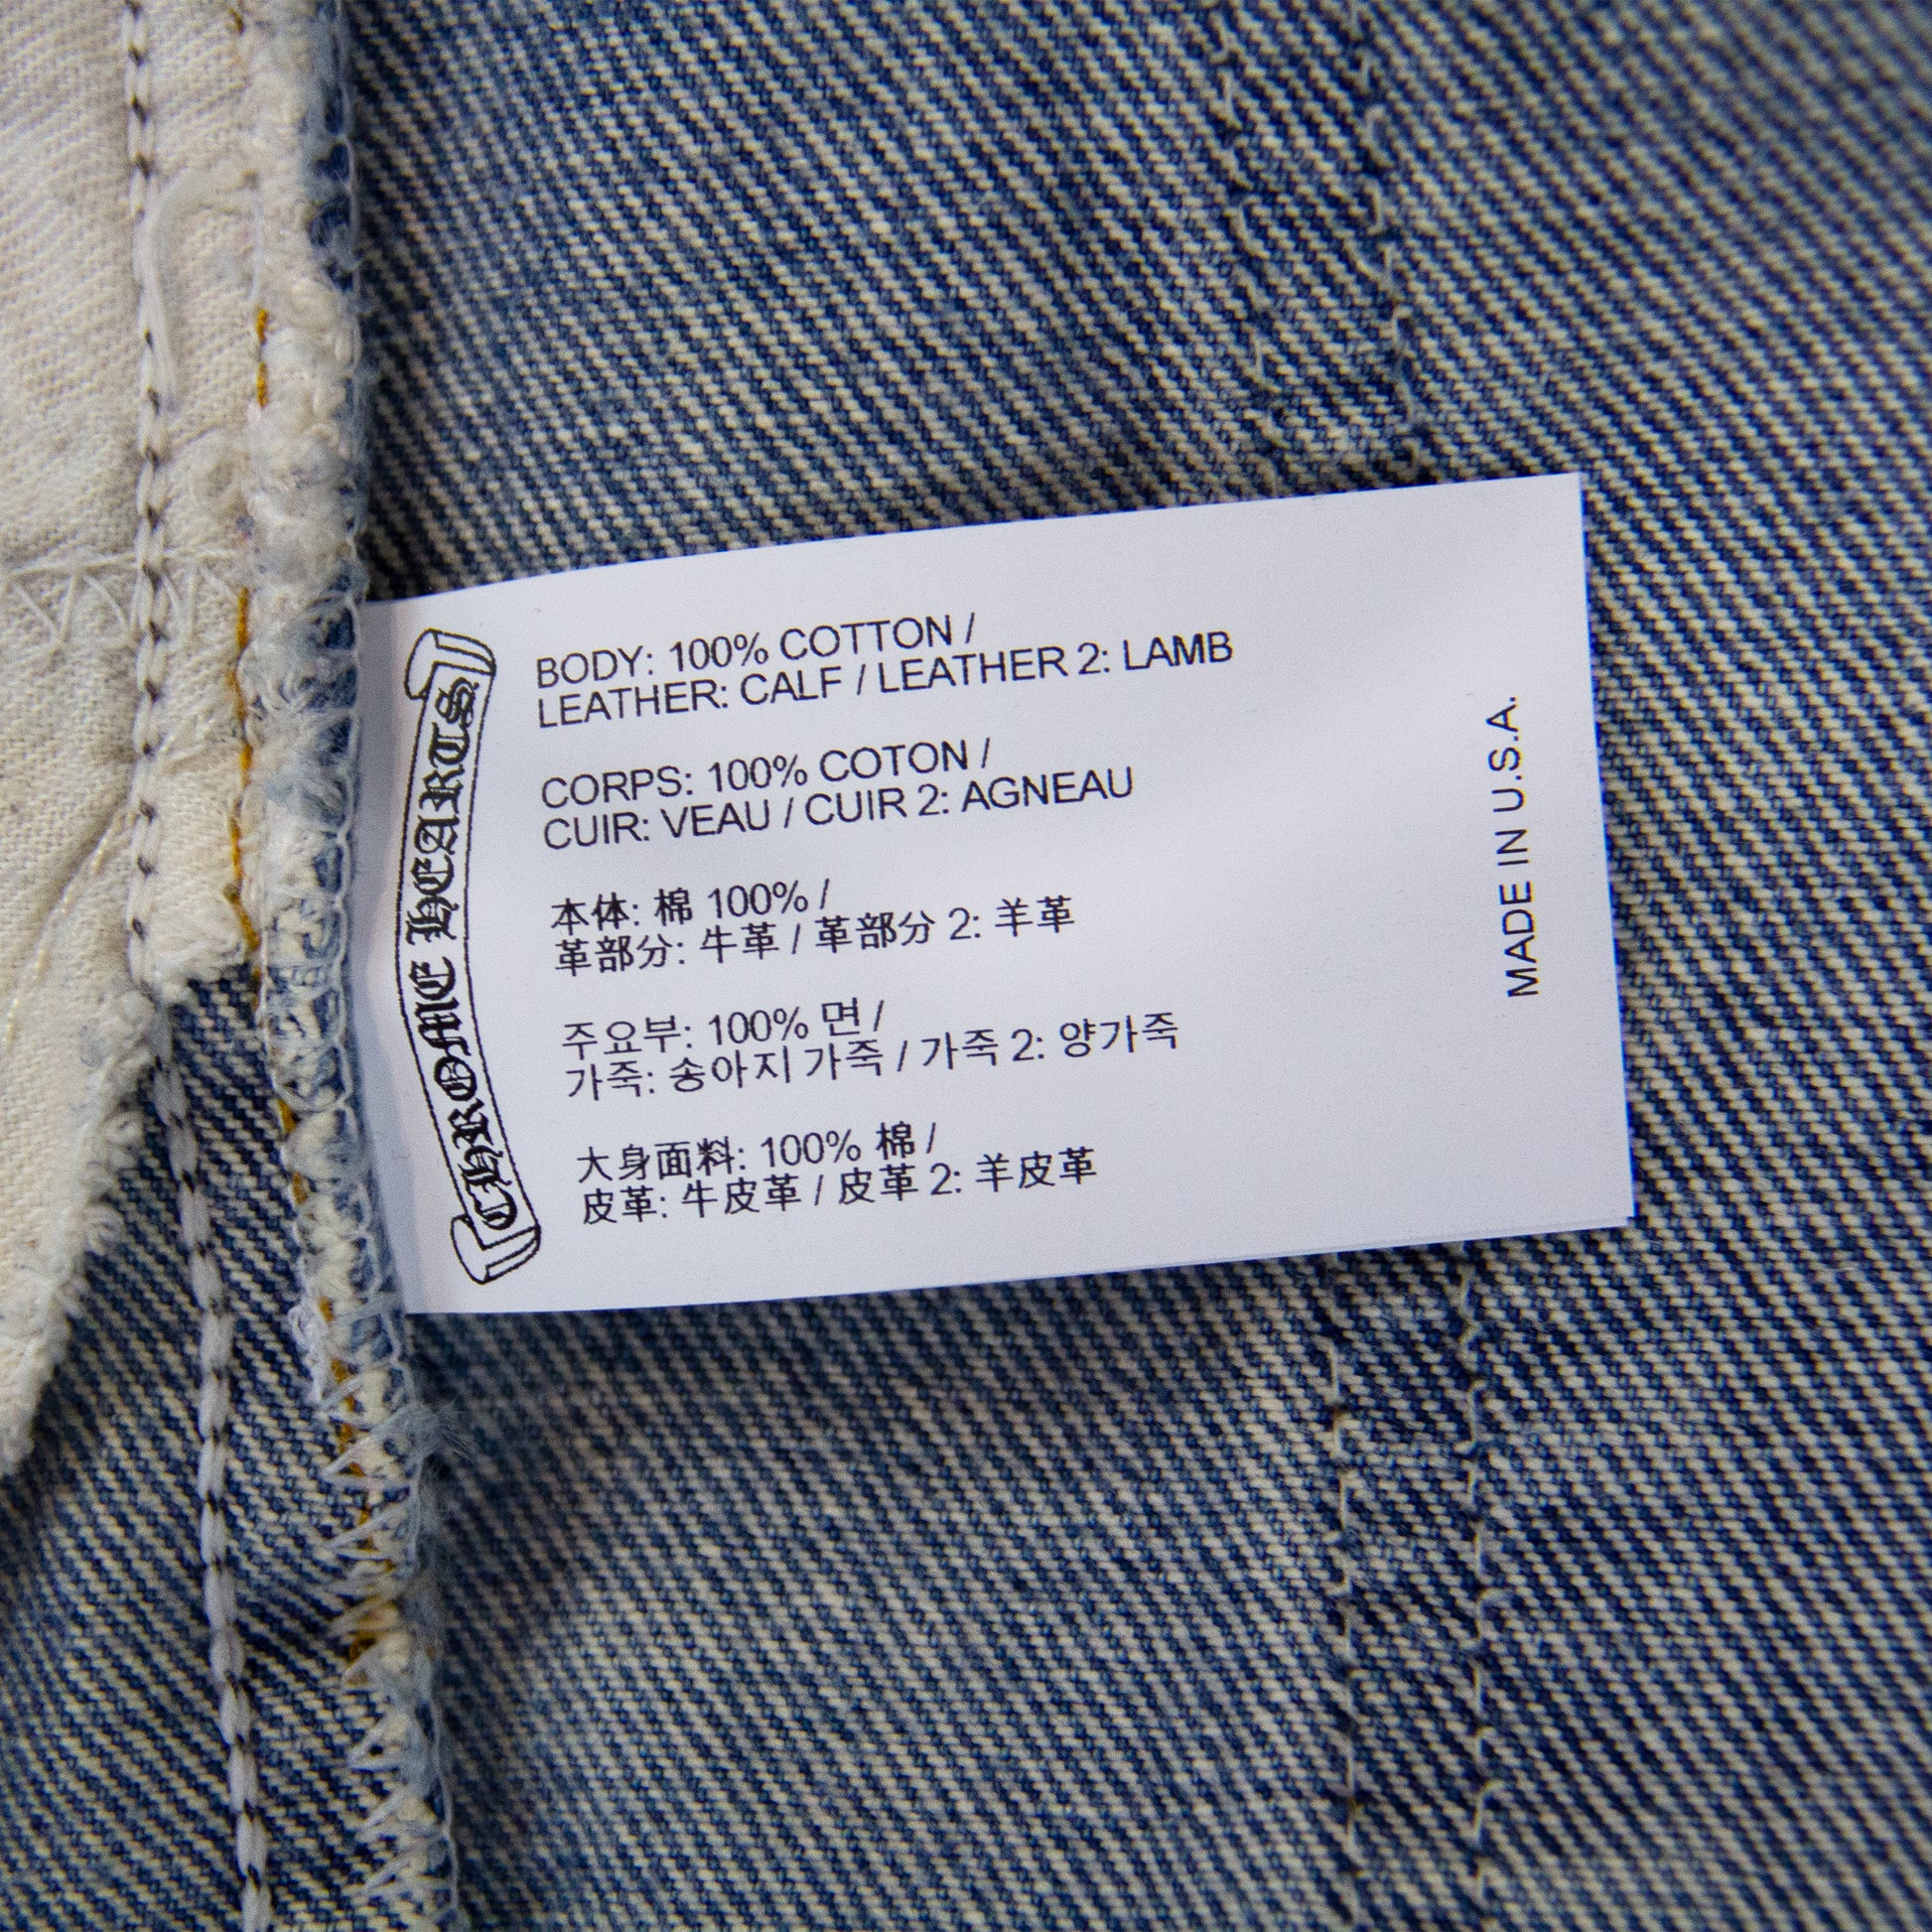 CHROME HEARTS
BODY: 100% COTTON /
LEATHER: CALF / LEATHER 2: LAMB
CORPS: 100% COTON /
CUIR: VEAU / CUIR 2: AGNEAU
本体: 棉 100% /
革部分: 牛革 / 革部分 2: 羊革
주요부: 100% 면 /
가죽: 송아지 가죽 / 가죽 2: 양가죽
大身面料: 100% 棉 /
皮革: 牛皮革 / 皮革 2: 羊皮革
MADE IN U.S.A.